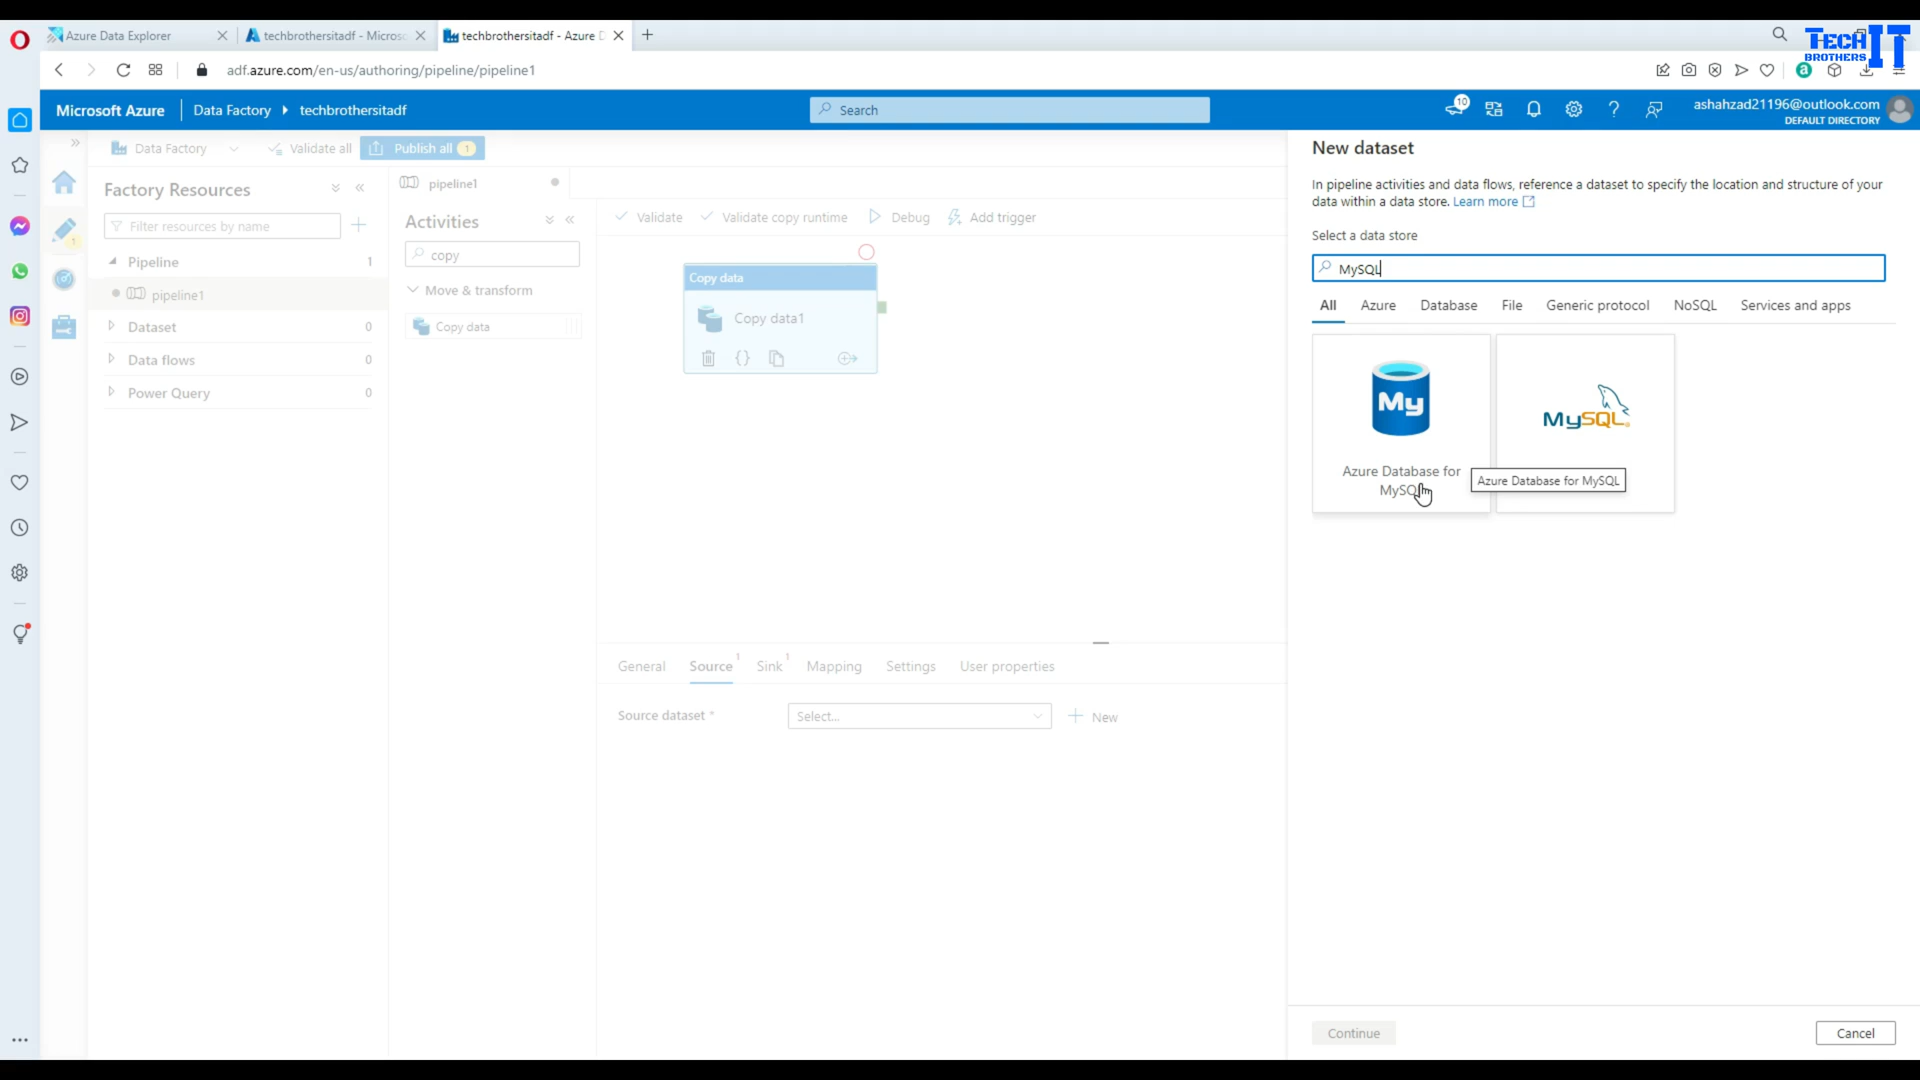 Azure Data Explorer
techbrothersitadf - Microso
techbrothersitadf - Azure D
TECH BROTHERS IT
adf.azure.com/en-us/authoring/pipeline/pipeline1
Microsoft Azure
Data Factory
techbrothersitadf
Search
10
ashahzad21196@outlook.com
DEFAULT DIRECTORY
Data Factory
Validate all
Publish all 1
Factory Resources
Filter resources by name
Pipeline 1
pipeline1
Dataset 0
Data flows 0
Power Query 0
1
pipeline1
Activities
copy
Move & transform
Copy data
Validate
Validate copy runtime
Debug
Add trigger
Copy data
Copy data1
General
Source 1
Sink 1
Mapping
Settings
User properties
Source dataset *
Select...
New
New dataset
In pipeline activities and data flows, reference a dataset to specify the location and structure of your
data within a data store. Learn more
Select a data store
MySQL
All
Azure
Database
File
Generic protocol
NoSQL
Services and apps
My
Azure Database for
MySQL
MySQL
Azure Database for MySQL
Continue
Cancel